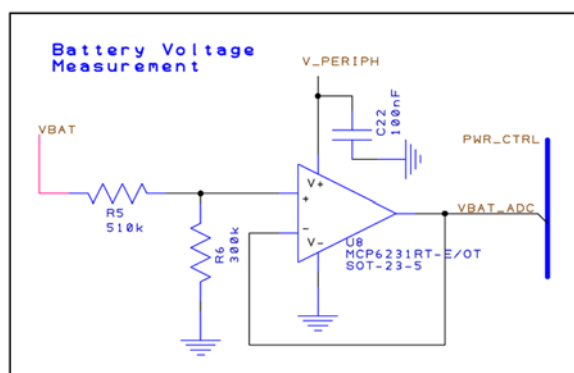 Battery Voltage
Measurement
V_PERIPH
C22
100nF
VBAT
PWR_CTRL
R5
510k
R6
300k
V+
+
-
V-
VBAT_ADC
U8
MCP6231RT-E/OT
SOT-23-5